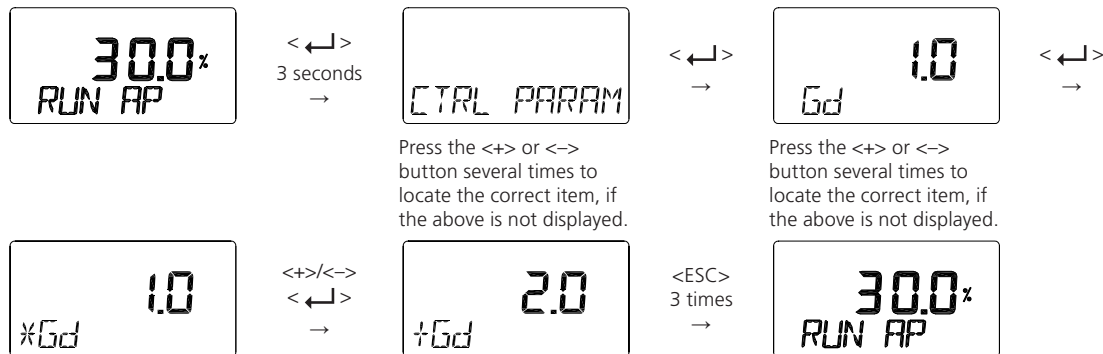 30.0%
RUN AP
< ↵ >
3 seconds
→
CTRL PARAM
< ↵ >
→
1.0
Gd
< ↵ >
→
Press the <+> or <–>
button several times to
locate the correct item, if
the above is not displayed.
Press the <+> or <–>
button several times to
locate the correct item, if
the above is not displayed.
1.0
*Gd
<+>/<–>
< ↵ >
→
2.0
+Gd
<ESC>
3 times
→
30.0%
RUN AP